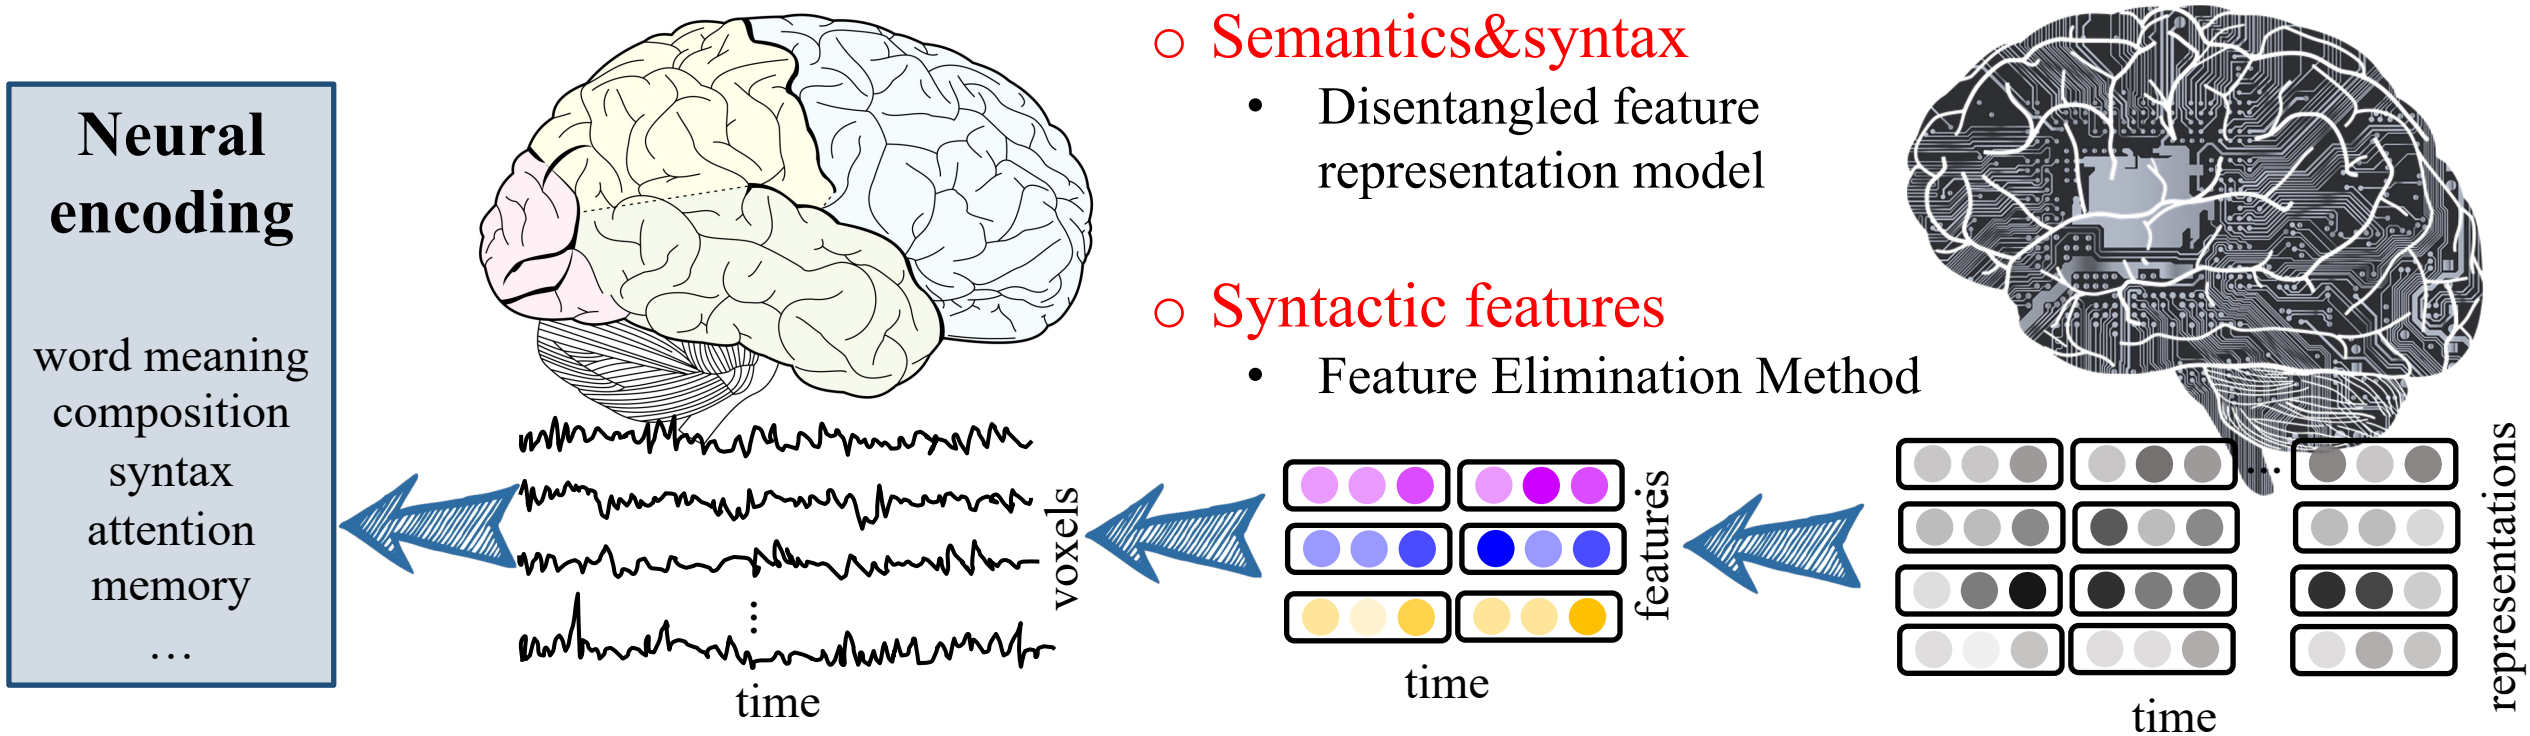 Neural
encoding
word meaning
composition
syntax
attention
memory
...
voxels
time
○ Semantics&syntax
• Disentangled feature
representation model
○ Syntactic features
• Feature Elimination Method
features
time
...
representations
time